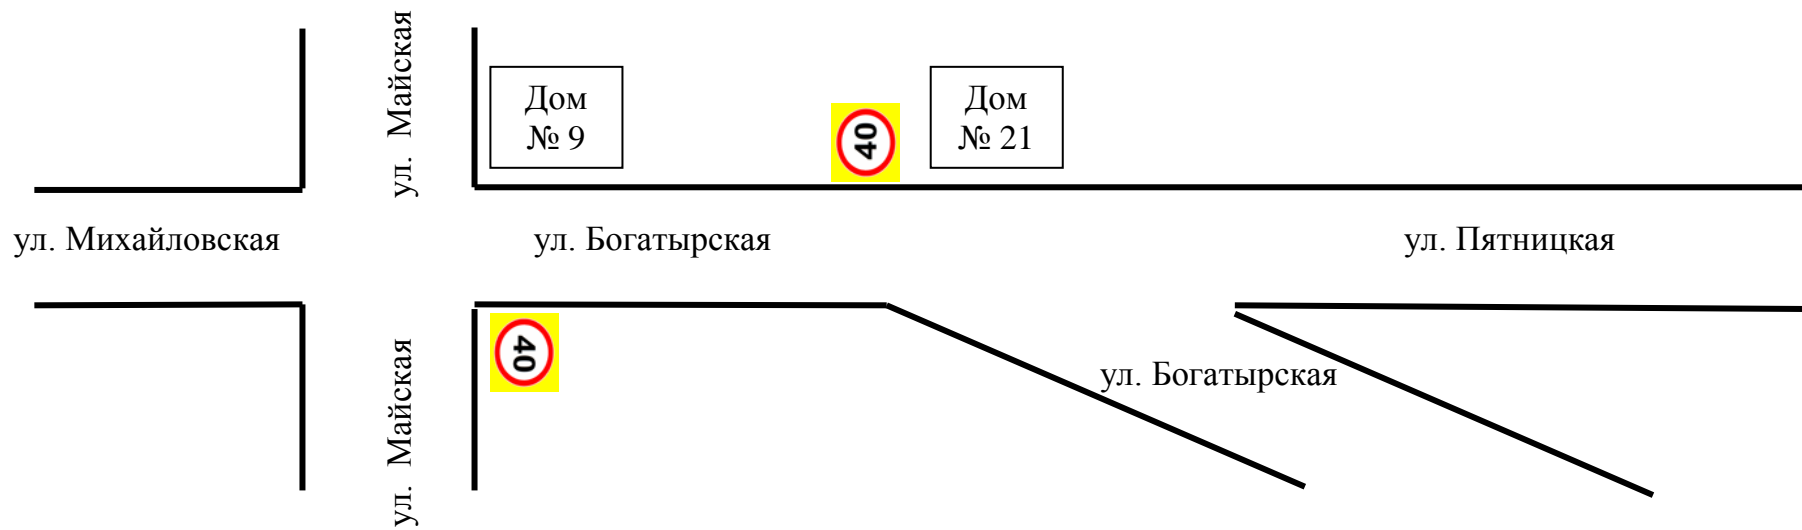 ул. Майская
Дом
№ 9
40
Дом
№ 21
ул. Михайловская
ул. Богатырская
ул. Пятницкая
40
ул. Майская
ул. Богатырская